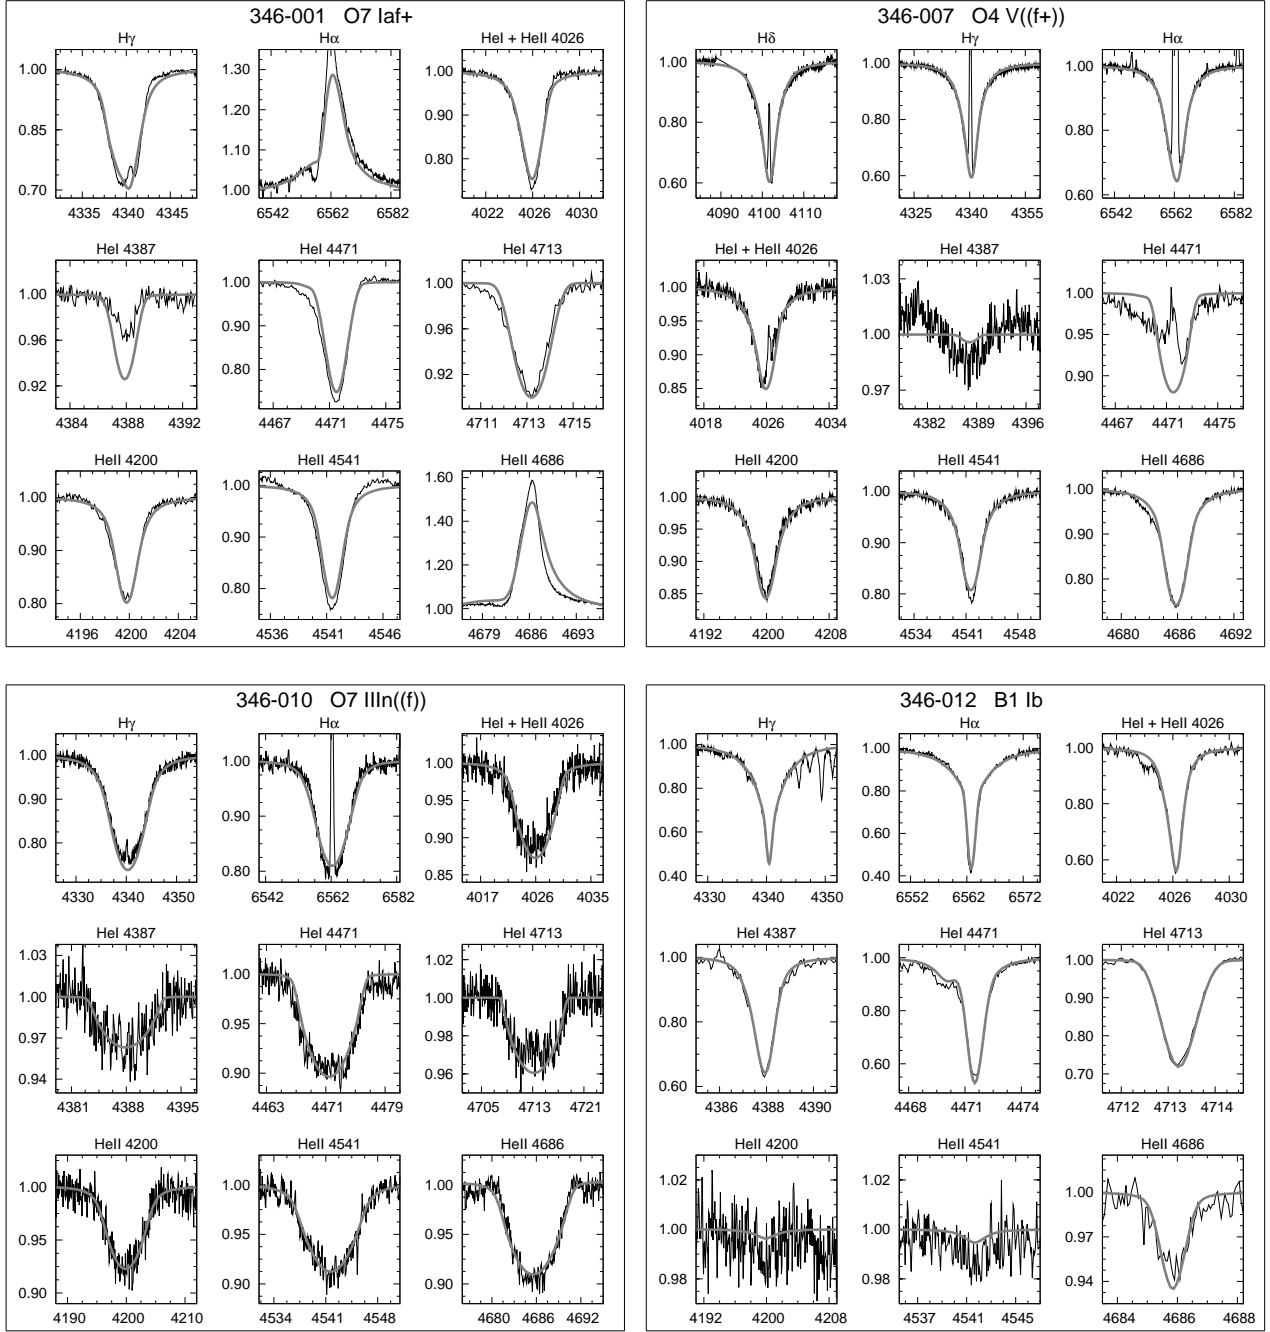 346-001 O7 Iaf+
Hγ
Hα
HeI + HeII 4026
1.00
0.85
0.70
4335 4340 4345
1.30
1.20
1.10
1.00
6542 6562 6582
1.00
0.80
4022 4026 4030
HeI 4387
HeI 4471
HeI 4713
1.00
0.96
0.92
4384 4388 4392
1.00
0.90
0.80
4467 4471 4475
1.00
0.96
0.92
4711 4713 4715
HeII 4200
HeII 4541
HeII 4686
1.00
0.90
0.80
4196 4200 4204
1.00
0.90
0.80
4536 4541 4546
1.60
1.40
1.20
1.00
4679 4686 4693
346-007 O4 V((f+))
Hδ
Hγ
Hα
1.00
0.80
0.60
4090 4100 4110
1.00
0.80
0.60
4325 4340 4355
1.00
0.80
0.60
6542 6562 6582
HeI + HeII 4026
HeI 4387
HeI 4471
1.00
0.95
0.90
0.85
4018 4026 4034
1.03
1.00
0.97
4382 4389 4396
1.00
0.95
0.90
4467 4471 4475
HeII 4200
HeII 4541
HeII 4686
1.00
0.95
0.90
0.85
4192 4200 4208
1.00
0.90
0.80
4534 4541 4548
1.00
0.90
0.80
4680 4686 4692
346-010 O7 IIIn((f))
Hγ
Hα
HeI + HeII 4026
1.00
0.90
0.80
4330 4340 4350
1.00
0.90
0.80
6542 6562 6582
1.00
0.95
0.90
0.85
4017 4026 4035
HeI 4387
HeI 4471
HeI 4713
1.03
1.00
0.97
0.94
4381 4388 4395
1.00
0.95
0.90
4463 4471 4479
1.02
1.00
0.98
0.96
4705 4713 4721
HeII 4200
HeII 4541
HeII 4686
1.00
0.95
0.90
4190 4200 4210
1.00
0.95
0.90
4534 4541 4548
1.00
0.95
0.90
4676 4686 4696
346-012 B1 Ib
Hγ
Hα
HeI + HeII 4026
1.00
0.80
0.60
0.40
4330 4340 4350
1.00
0.80
0.60
0.40
6552 6562 6572
1.00
0.80
0.60
4022 4026 4030
HeI 4387
HeI 4471
HeI 4713
1.00
0.80
0.60
4386 4388 4390
1.00
0.80
0.60
4468 4471 4474
1.00
0.90
0.80
0.70
4712 4713 4714
HeII 4200
HeII 4541
HeII 4686
1.02
1.00
0.98
4192 4200 4208
1.02
1.00
0.98
4537 4541 4545
1.00
0.97
0.94
4684 4686 4688